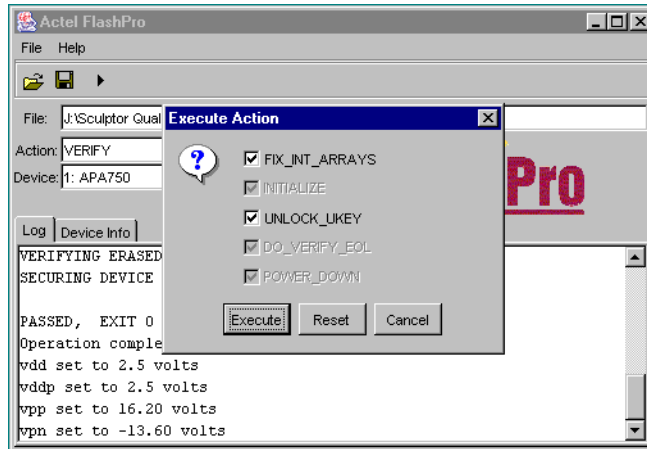 Actel FlashPro
File Help
File: J:\Sculptor Qual
Execute Action
Action: VERIFY
Device: 1: APA750
?
FIX_INT_ARRAYS
INITIALIZE
UNLOCK_UKEY
DO_VERIFY_EOL
POWER_DOWN
Execute Reset Cancel
Pro
Log Device Info
VERIFYING ERASED
SECURING DEVICE
PASSED, EXIT 0
Operation comple
vdd set to 2.5 volts
vddp set to 2.5 volts
vpp set to 16.20 volts
vpn set to -13.60 volts